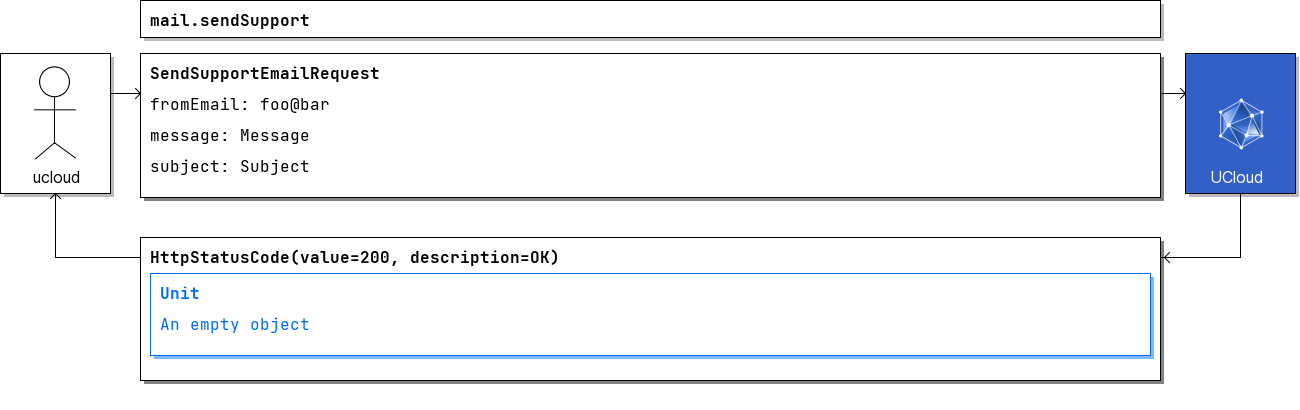 mail.sendSupport
SendSupportEmailRequest
fromEmail: foo@bar
message: Message
subject: Subject
ucloud
UCloud
HttpStatusCode(value=200, description=OK)
Unit
An empty object